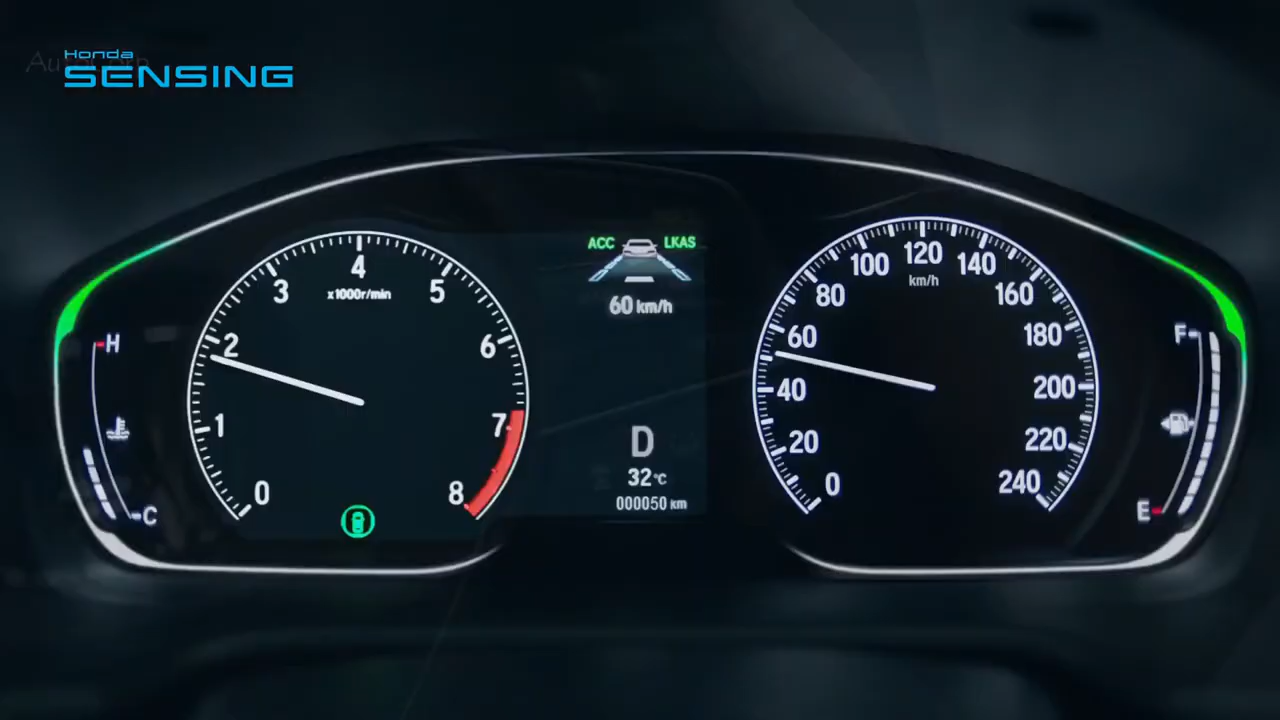 Honda
SENSING
ACC LKAS
60 km/h
D
32°C
000050 km
0 1 2 3 4 5 6 7 8
x1000r/min
H
C
0 20 40 60 80 100 120 140 160 180 200 220 240
km/h
F
E